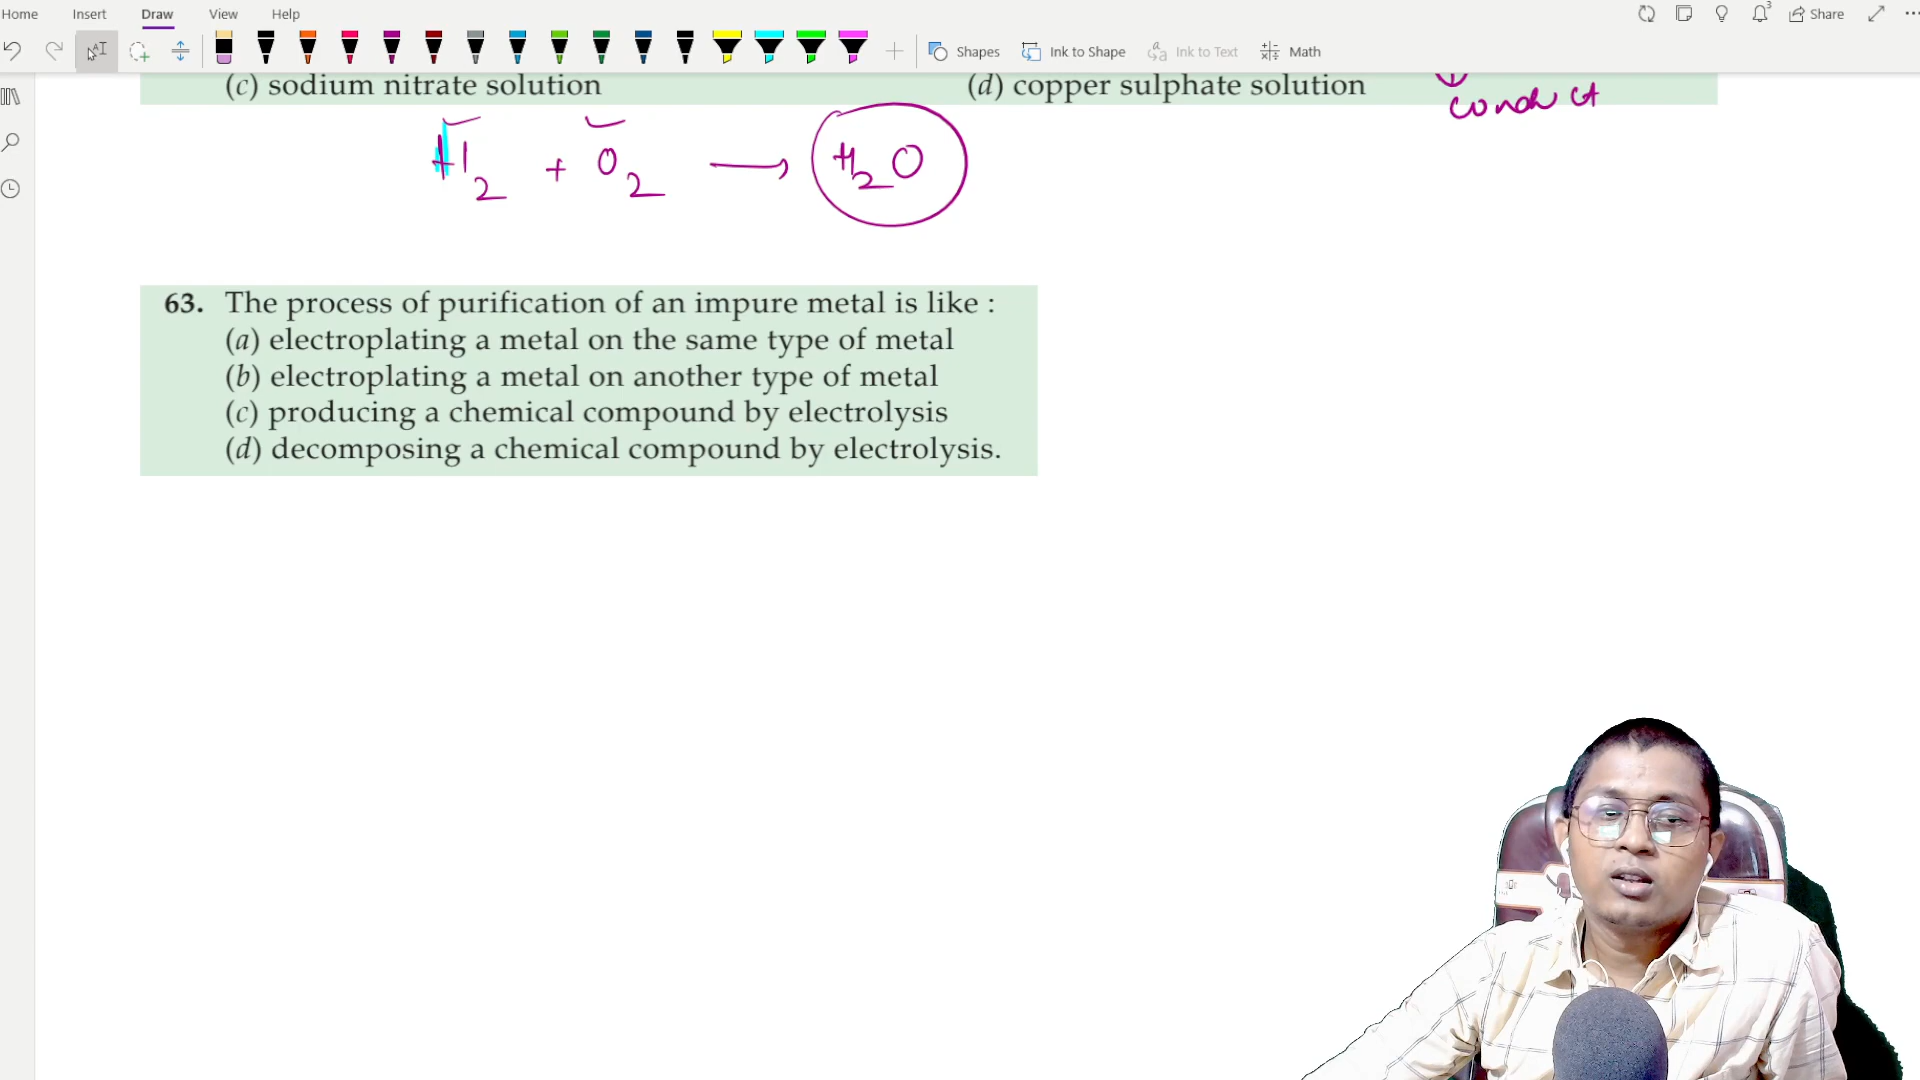 Home Insert Draw View Help
Share
Shapes Ink to Shape Ink to Text Math
(c) sodium nitrate solution (d) copper sulphate solution
conduct
H2 + O2 → H2O
63. The process of purification of an impure metal is like :
(a) electroplating a metal on the same type of metal
(b) electroplating a metal on another type of metal
(c) producing a chemical compound by electrolysis
(d) decomposing a chemical compound by electrolysis.